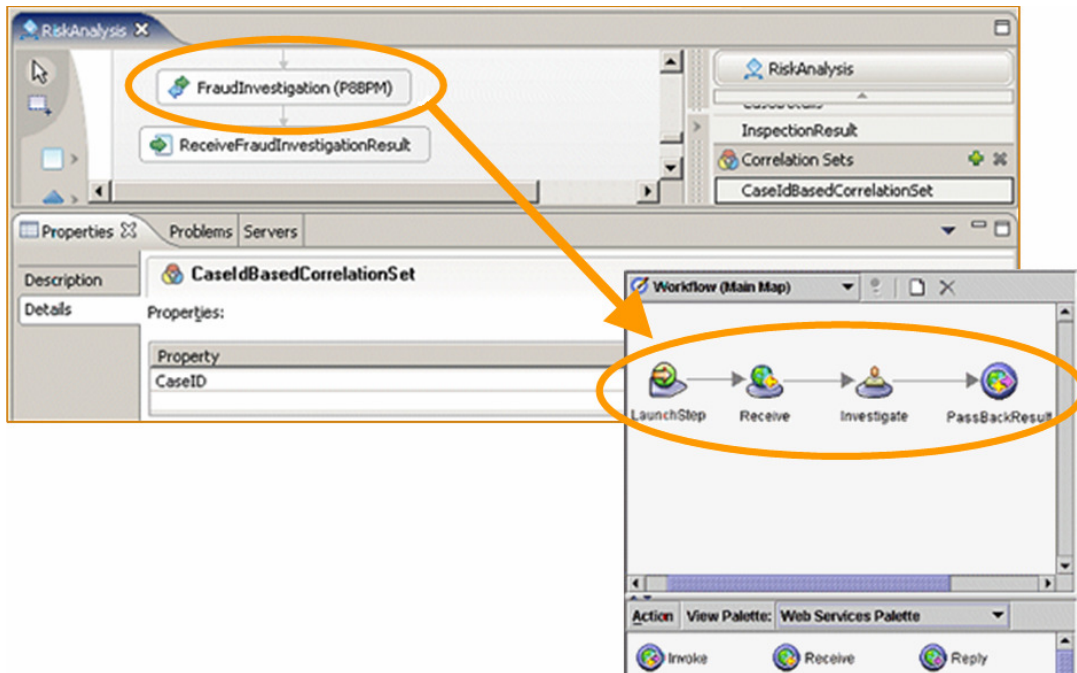 RiskAnalysis
FraudInvestigation (P8BPM)
ReceiveFraudInvestigationResult
RiskAnalysis
InspectionResult
Correlation Sets
CaseIdBasedCorrelationSet
Properties
Problems
Servers
Description
Details
CaseIdBasedCorrelationSet
Properties:
Property
CaseID
Workflow (Main Map)
LaunchStep
Receive
Investigate
PassBackResult
Action
View Palette:
Web Services Palette
Invoke
Receive
Reply